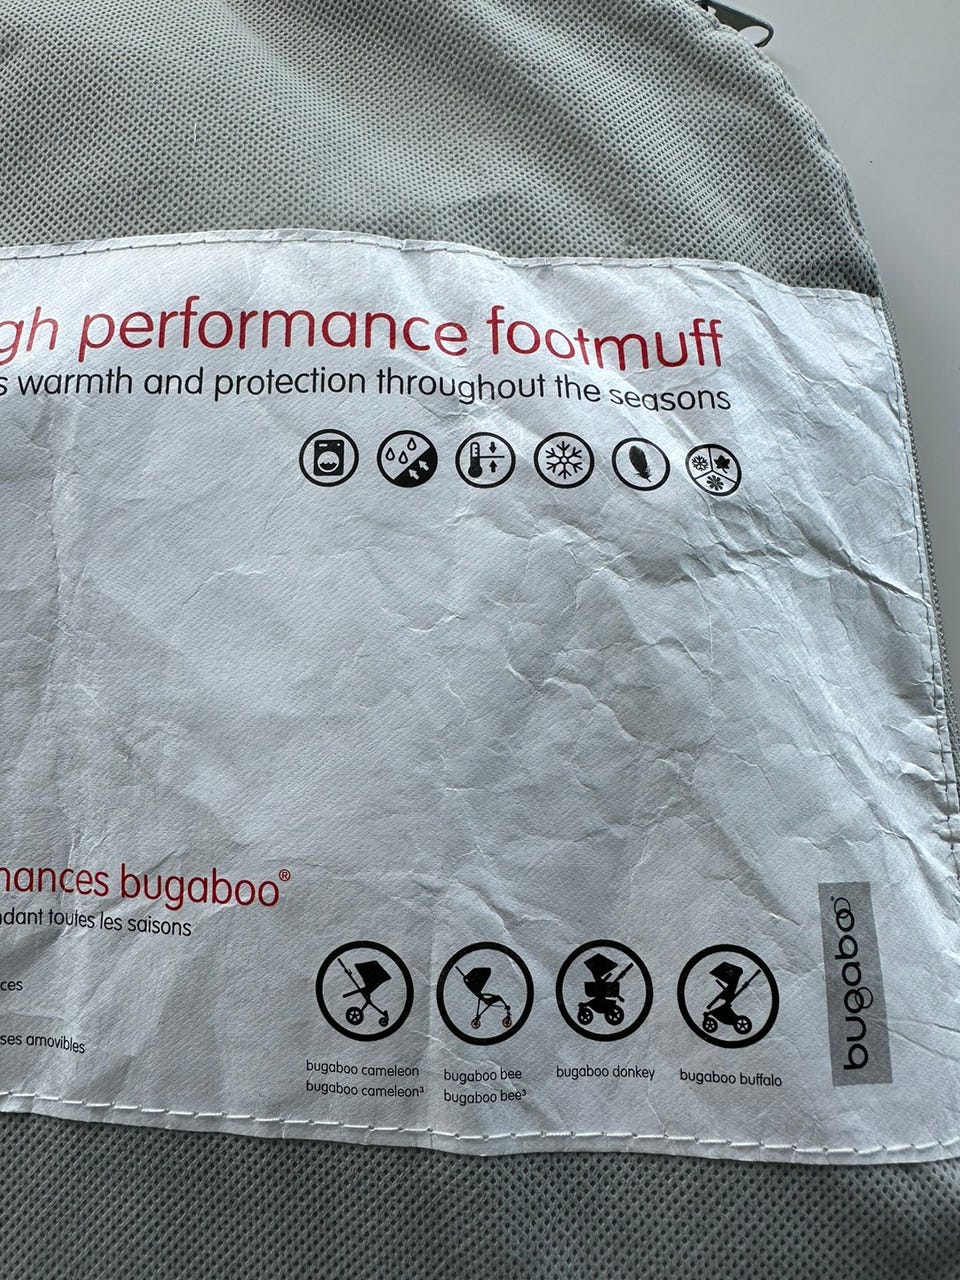 gh performance footmuff
s warmth and protection throughout the seasons
mances bugaboo®
ndant toutes les saisons
ces
ses amovibles
bugaboo cameleon
bugaboo cameleon³
bugaboo bee
bugaboo bee³
bugaboo donkey
bugaboo buffalo
bugaboo®